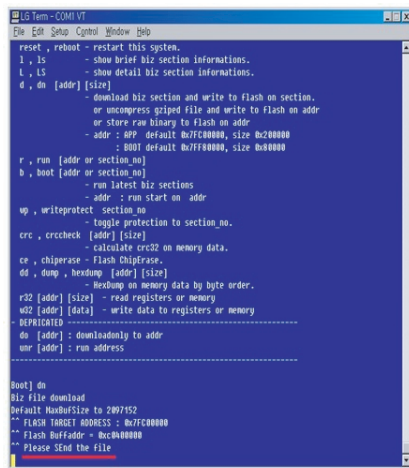 LG Term - COM1 VT
File Edit Setup Control Window Help
reset , reboot - restart this system.
l , ls - show brief biz section informations.
L , LS - show detail biz section informations.
d , dn [addr] [size]
- download biz section and write to flash on section.
or uncompress gziped file and write to flash on addr
or store raw binary to flash on addr
- addr : APP default 0x7FC00000, size 0x200000
: BOOT default 0x7FF80000, size 0x80000
r , run [addr or section_no]
b , boot [addr or section_no]
- run latest biz sections
- addr : run start on addr
wp , writeprotect section_no
- toggle protection to section_no.
crc , crccheck [addr] [size]
- calculate crc32 on memory data.
ce , chiperase - Flash ChipErase.
dd , dump , hexdump [addr] [size]
- HexDump on memory data by byte order.
r32 [addr] [size] - read registers or memory
w32 [addr] [data] - write data to registers or memory
- DEPRICATED --------------------------------------------------
do [addr] : downloadonly to addr
unr [addr] : run address
--------------------------------------------------
Boot] dn
Biz file download
Default MaxBufSize to 2097152
^^ FLASH TARGET ADDRESS : 0x7FC00000
^^ Flash Buffaddr = 0xc0400000
^^ Please SEnd the file